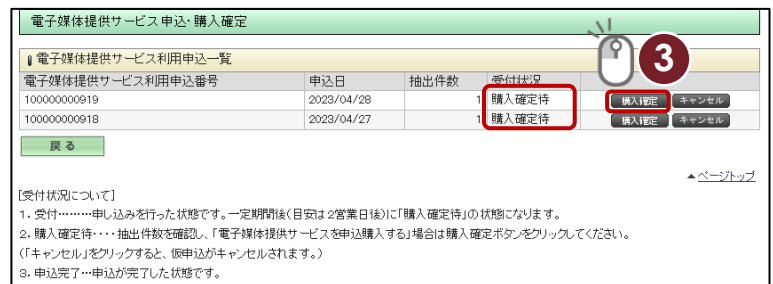 電子媒体提供サービス申込・購入確定
電子媒体提供サービス利用申込一覧
電子媒体提供サービス利用申込番号 申込日 抽出件数 受付状況
100000000919 2023/04/28 1 購入確定待 購入確定 キャンセル
100000000918 2023/04/27 1 購入確定待 購入確定 キャンセル
3
戻る
▲ページトップ
[受付状況について]
1．受付………申し込みを行った状態です。一定期間後（目安は2営業日後）に「購入確定待」の状態になります。
2．購入確定待････抽出件数を確認し、「電子媒体提供サービスを申込購入する」場合は購入確定ボタンをクリックしてください。
（「キャンセル」をクリックすると、仮申込がキャンセルされます。）
3．申込完了…申込が完了した状態です。